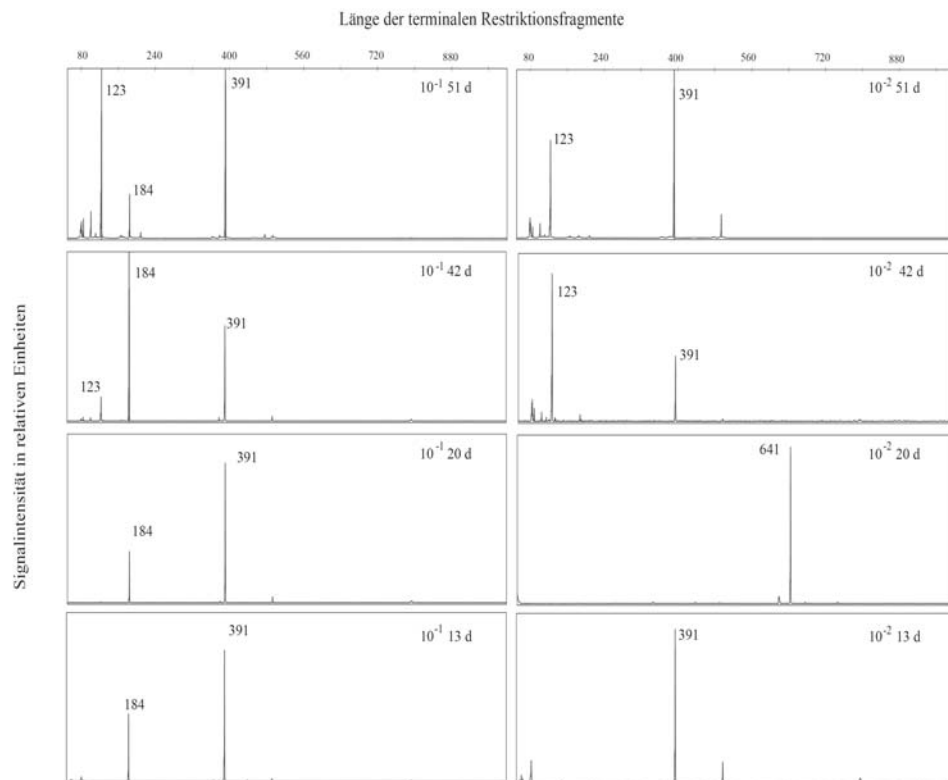 Länge der terminalen Restriktionsfragmente
80 240 400 560 720 880
80 240 400 560 720 880
123
391
10-1 51 d
184
391
10-2 51 d
123
184
10-1 42 d
391
123
10-2 42 d
123
391
Signalintensität in relativen Einheiten
391
10-1 20 d
184
641
10-2 20 d
391
10-1 13 d
184
391
10-2 13 d